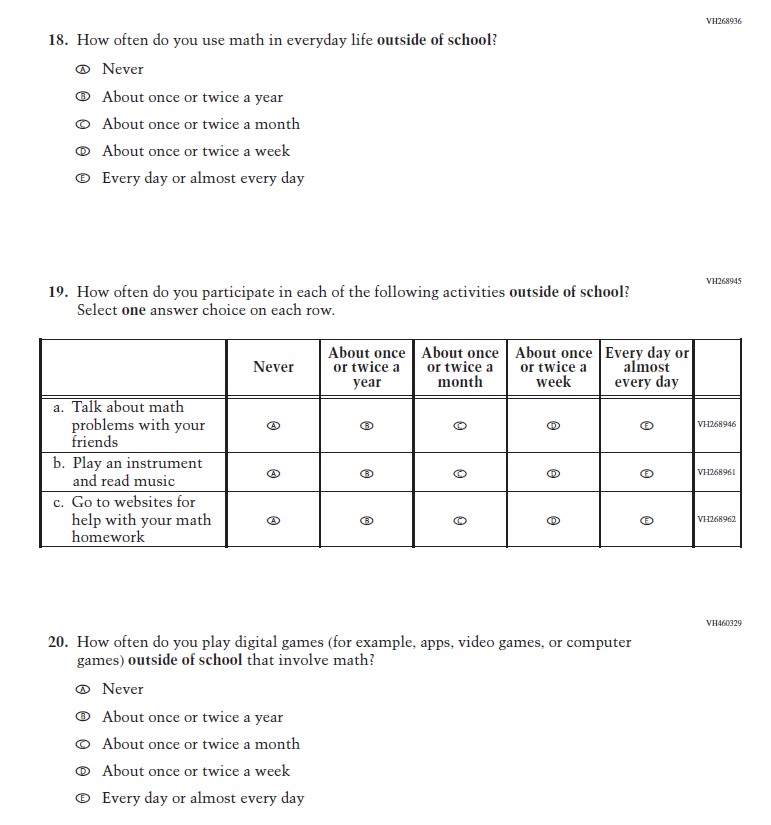 VH268936
18. How often do you use math in everyday life outside of school?
Ⓐ Never
Ⓑ About once or twice a year
Ⓒ About once or twice a month
Ⓓ About once or twice a week
Ⓔ Every day or almost every day
VH268945
19. How often do you participate in each of the following activities outside of school?
Select one answer choice on each row.
Never
About once
or twice a
year
About once
or twice a
month
About once
or twice a
week
Every day or
almost
every day
a. Talk about math
problems with your
friends
Ⓐ Ⓑ Ⓒ Ⓓ Ⓔ VH268946
b. Play an instrument
and read music
Ⓐ Ⓑ Ⓒ Ⓓ Ⓔ VH268961
c. Go to websites for
help with your math
homework
Ⓐ Ⓑ Ⓒ Ⓓ Ⓔ VH268962
VH460329
20. How often do you play digital games (for example, apps, video games, or computer
games) outside of school that involve math?
Ⓐ Never
Ⓑ About once or twice a year
Ⓒ About once or twice a month
Ⓓ About once or twice a week
Ⓔ Every day or almost every day